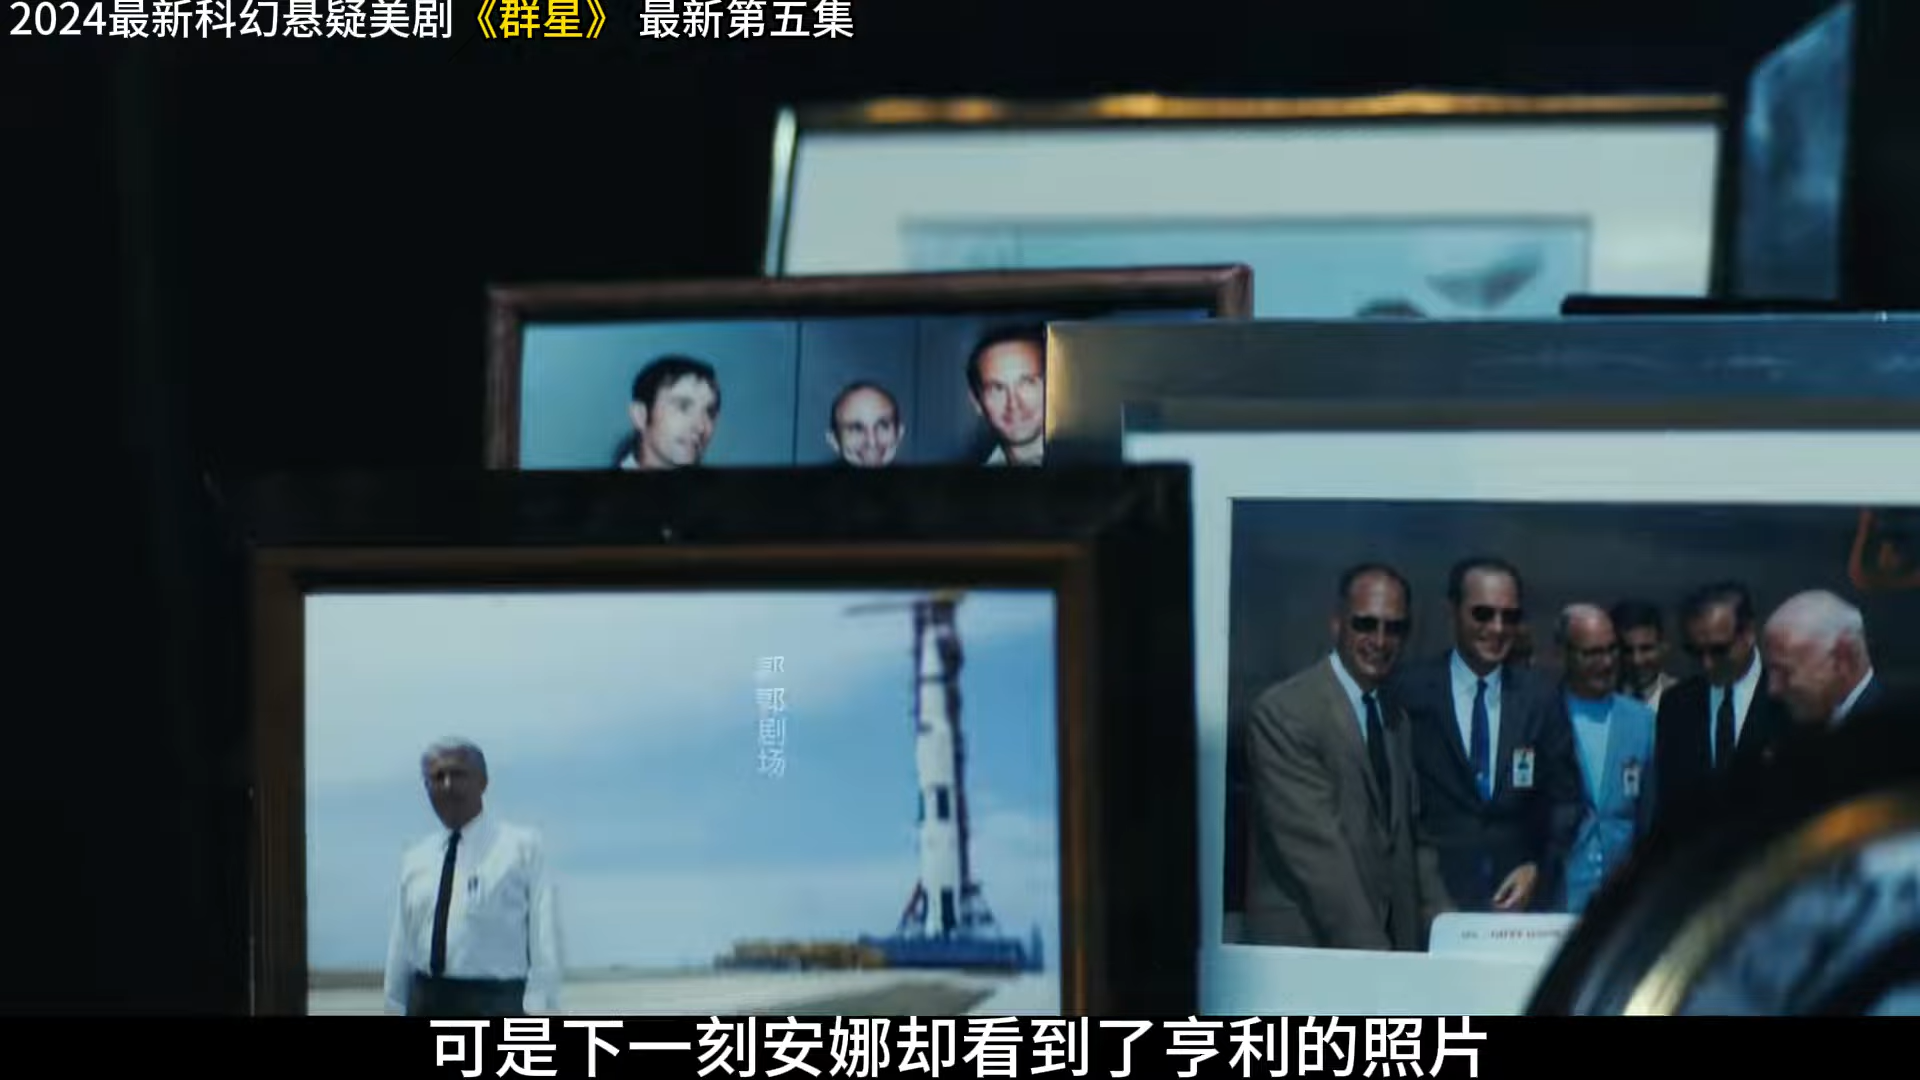 2024最新科幻悬疑美剧《群星》 最新第五集
郭剧场
可是下一刻安娜却看到了亨利的照片